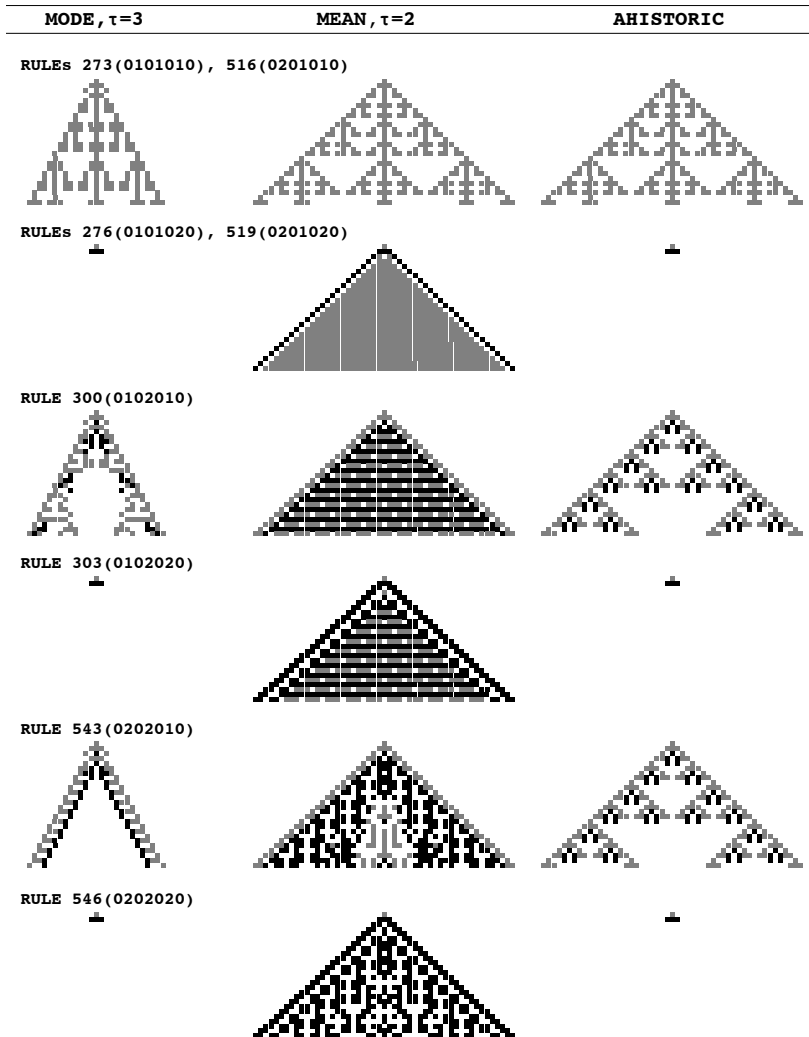 MODE,τ=3 MEAN,τ=2 AHISTORIC
RULEs 273(0101010), 516(0201010)
RULEs 276(0101020), 519(0201020)
RULE 300(0102010)
RULE 303(0102020)
RULE 543(0202010)
RULE 546(0202020)